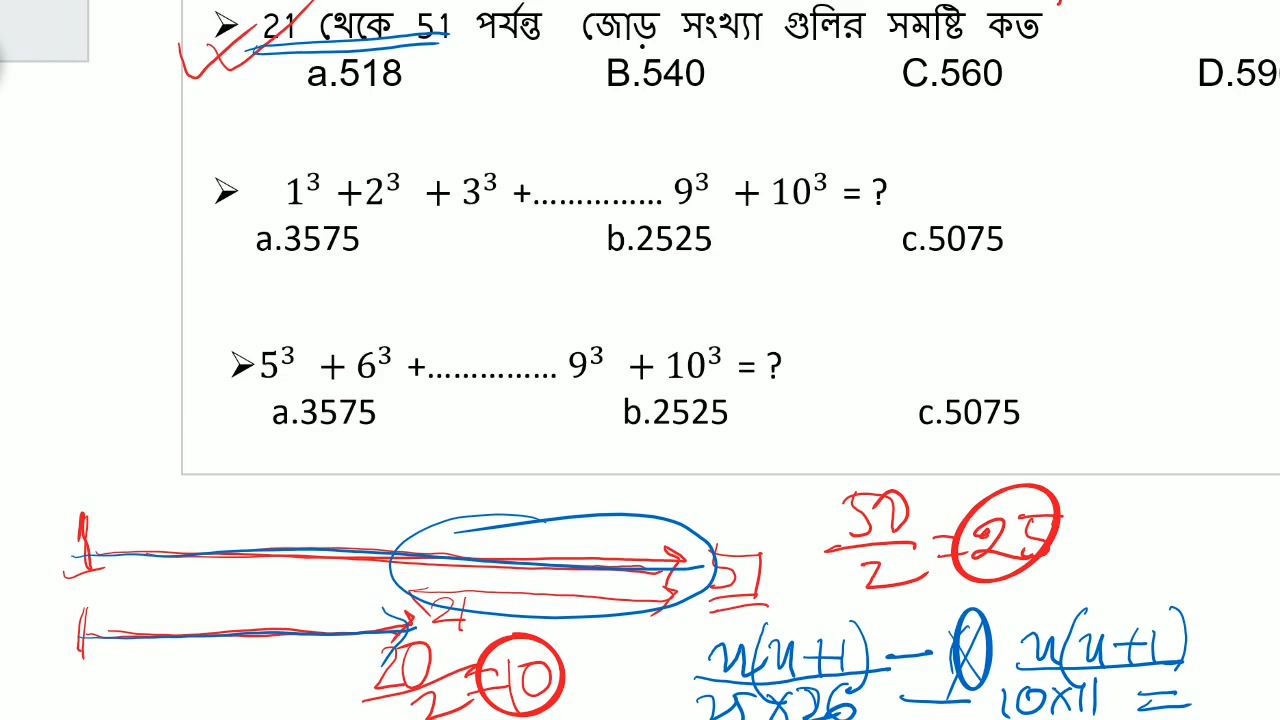 ➢ 21 থেকে 51 পর্যন্ত জোড় সংখ্যা গুলির সমষ্টি কত
a.518 B.540 C.560 D.59
➢ 1³ +2³ + 3³ +.............. 9³ + 10³ = ?
a.3575 b.2525 c.5075
➢5³ + 6³ +.............. 9³ + 10³ = ?
a.3575 b.2525 c.5075
1 51 50/2 = 25
21
1 20/2 = 10 n(n+1) − n(n+1)
25×26 10×11 =